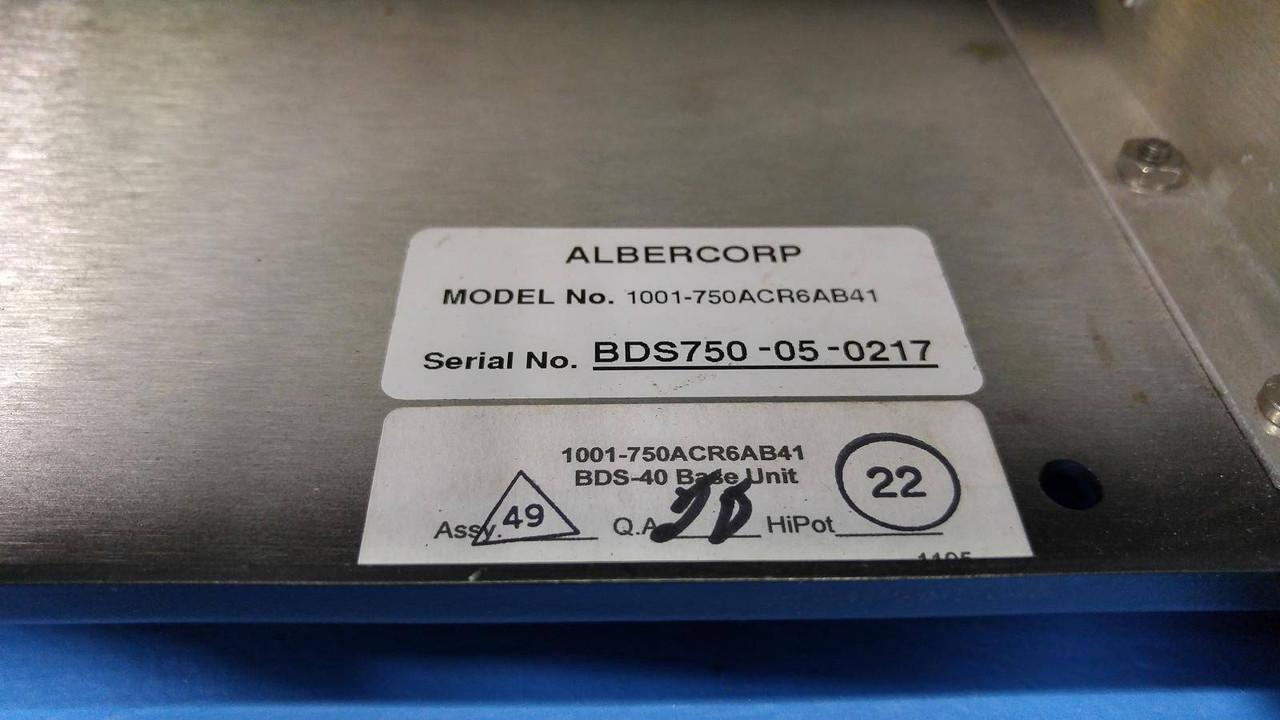 ALBERCORP
MODEL No. 1001-750ACR6AB41
Serial No. BDS750-05-0217
1001-750ACR6AB41
BDS-40 Base Unit
Assy. 49 Q.A. HiPot 22